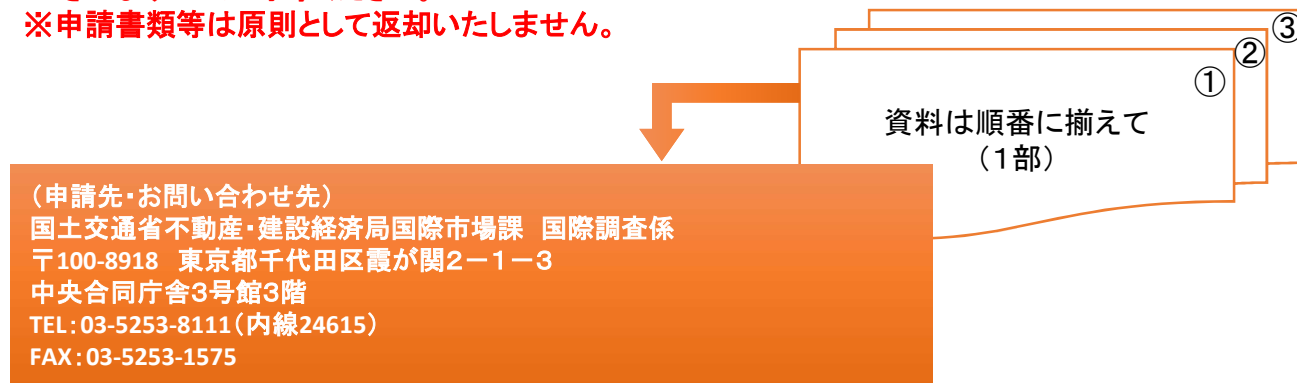 ※申請書類等は原則として返却いたしません。
③
②
①
資料は順番に揃えて
（１部）
（申請先・お問い合わせ先）
国土交通省不動産・建設経済局国際市場課　国際調査係
〒100-8918　東京都千代田区霞が関２－１－３
中央合同庁舎３号館３階
TEL：03-5253-8111（内線24615）
FAX：03-5253-1575